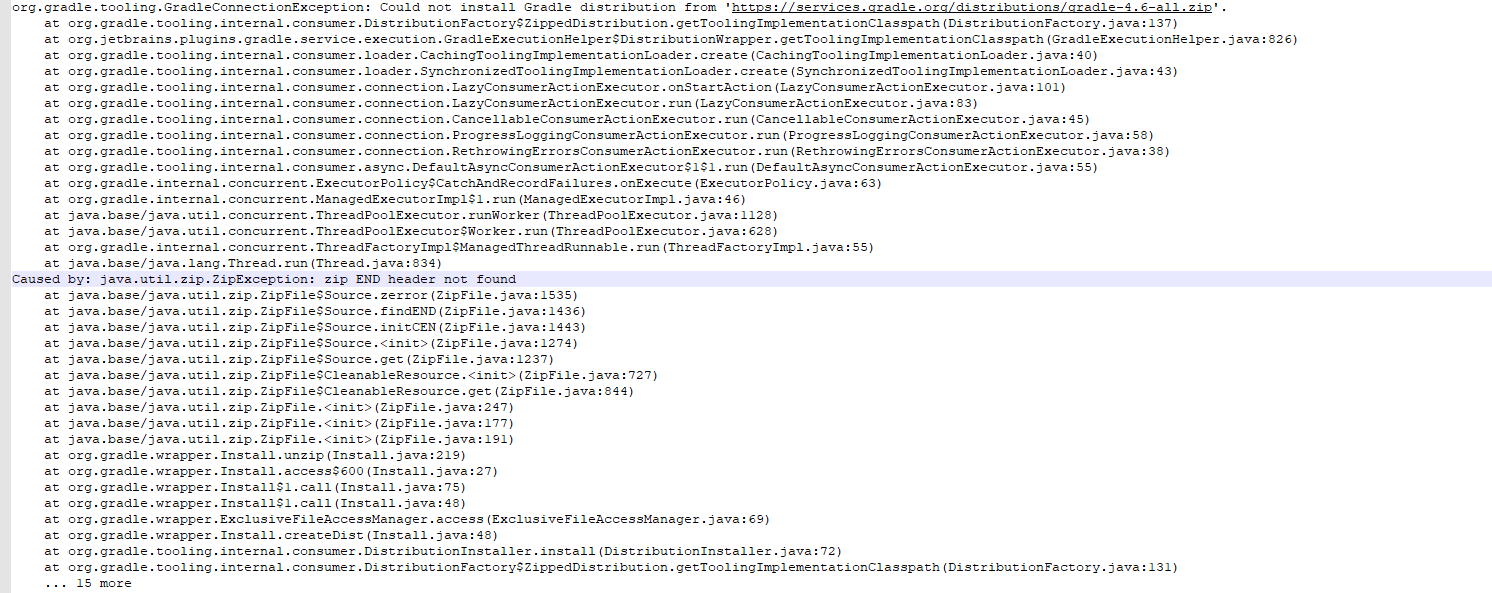 org.gradle.tooling.GradleConnectionException: Could not install Gradle distribution from 'https://services.gradle.org/distributions/gradle-4.6-all.zip'.
    at org.gradle.tooling.internal.consumer.DistributionFactory$ZippedDistribution.getToolingImplementationClasspath(DistributionFactory.java:137)
    at org.jetbrains.plugins.gradle.service.execution.GradleExecutionHelper$DistributionWrapper.getToolingImplementationClasspath(GradleExecutionHelper.java:826)
    at org.gradle.tooling.internal.consumer.loader.CachingToolingImplementationLoader.create(CachingToolingImplementationLoader.java:40)
    at org.gradle.tooling.internal.consumer.loader.SynchronizedToolingImplementationLoader.create(SynchronizedToolingImplementationLoader.java:43)
    at org.gradle.tooling.internal.consumer.connection.LazyConsumerActionExecutor.onStartAction(LazyConsumerActionExecutor.java:101)
    at org.gradle.tooling.internal.consumer.connection.LazyConsumerActionExecutor.run(LazyConsumerActionExecutor.java:83)
    at org.gradle.tooling.internal.consumer.connection.CancellableConsumerActionExecutor.run(CancellableConsumerActionExecutor.java:45)
    at org.gradle.tooling.internal.consumer.connection.ProgressLoggingConsumerActionExecutor.run(ProgressLoggingConsumerActionExecutor.java:58)
    at org.gradle.tooling.internal.consumer.connection.RethrowingErrorsConsumerActionExecutor.run(RethrowingErrorsConsumerActionExecutor.java:38)
    at org.gradle.tooling.internal.consumer.async.DefaultAsyncConsumerActionExecutor$1$1.run(DefaultAsyncConsumerActionExecutor.java:55)
    at org.gradle.internal.concurrent.ExecutorPolicy$CatchAndRecordFailures.onExecute(ExecutorPolicy.java:63)
    at org.gradle.internal.concurrent.ManagedExecutorImpl$1.run(ManagedExecutorImpl.java:46)
    at java.base/java.util.concurrent.ThreadPoolExecutor.runWorker(ThreadPoolExecutor.java:1128)
    at java.base/java.util.concurrent.ThreadPoolExecutor$Worker.run(ThreadPoolExecutor.java:628)
    at org.gradle.internal.concurrent.ThreadFactoryImpl$ManagedThreadRunnable.run(ThreadFactoryImpl.java:55)
    at java.base/java.lang.Thread.run(Thread.java:834)
Caused by: java.util.zip.ZipException: zip END header not found
    at java.base/java.util.zip.ZipFile$Source.zerror(ZipFile.java:1535)
    at java.base/java.util.zip.ZipFile$Source.findEND(ZipFile.java:1436)
    at java.base/java.util.zip.ZipFile$Source.initCEN(ZipFile.java:1443)
    at java.base/java.util.zip.ZipFile$Source.<init>(ZipFile.java:1274)
    at java.base/java.util.zip.ZipFile$Source.get(ZipFile.java:1237)
    at java.base/java.util.zip.ZipFile$CleanableResource.<init>(ZipFile.java:727)
    at java.base/java.util.zip.ZipFile$CleanableResource.get(ZipFile.java:844)
    at java.base/java.util.zip.ZipFile.<init>(ZipFile.java:247)
    at java.base/java.util.zip.ZipFile.<init>(ZipFile.java:177)
    at java.base/java.util.zip.ZipFile.<init>(ZipFile.java:191)
    at org.gradle.wrapper.Install.unzip(Install.java:219)
    at org.gradle.wrapper.Install.access$600(Install.java:27)
    at org.gradle.wrapper.Install$1.call(Install.java:75)
    at org.gradle.wrapper.Install$1.call(Install.java:48)
    at org.gradle.wrapper.ExclusiveFileAccessManager.access(ExclusiveFileAccessManager.java:69)
    at org.gradle.wrapper.Install.createDist(Install.java:48)
    at org.gradle.tooling.internal.consumer.DistributionInstaller.install(DistributionInstaller.java:72)
    at org.gradle.tooling.internal.consumer.DistributionFactory$ZippedDistribution.getToolingImplementationClasspath(DistributionFactory.java:131)
    ... 15 more